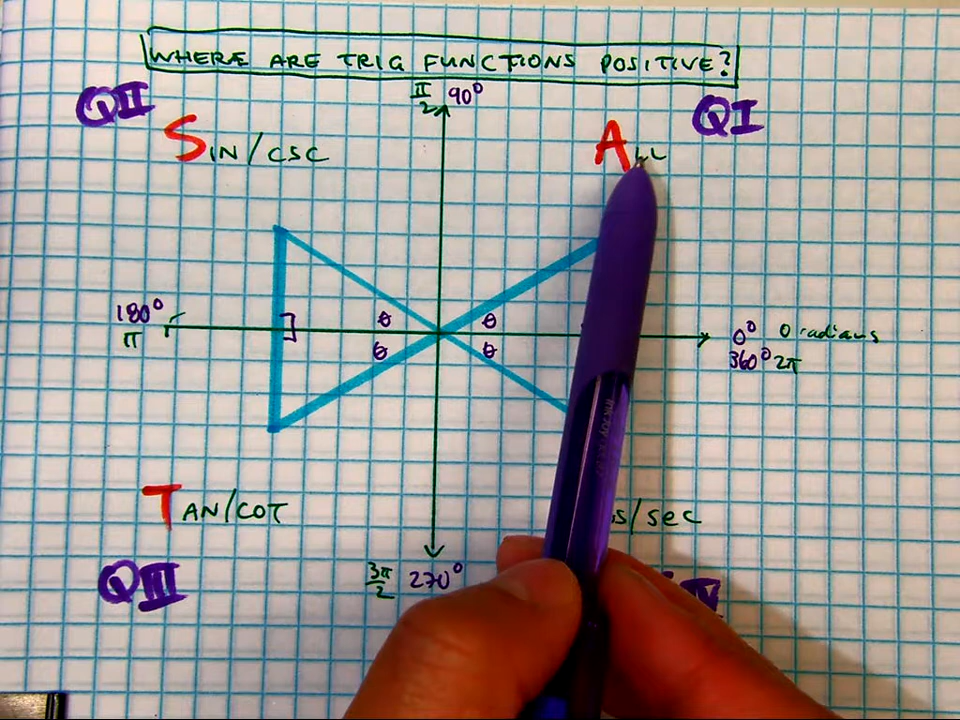 WHERE ARE TRIG FUNCTIONS POSITIVE?
QII
π/2 90°
QI
SIN/CSC
ALL
180°
π
θ θ
θ θ
0° 0 radians
360° 2π
TAN/COT
S/SEC
QIII
3π/2 270°
IV